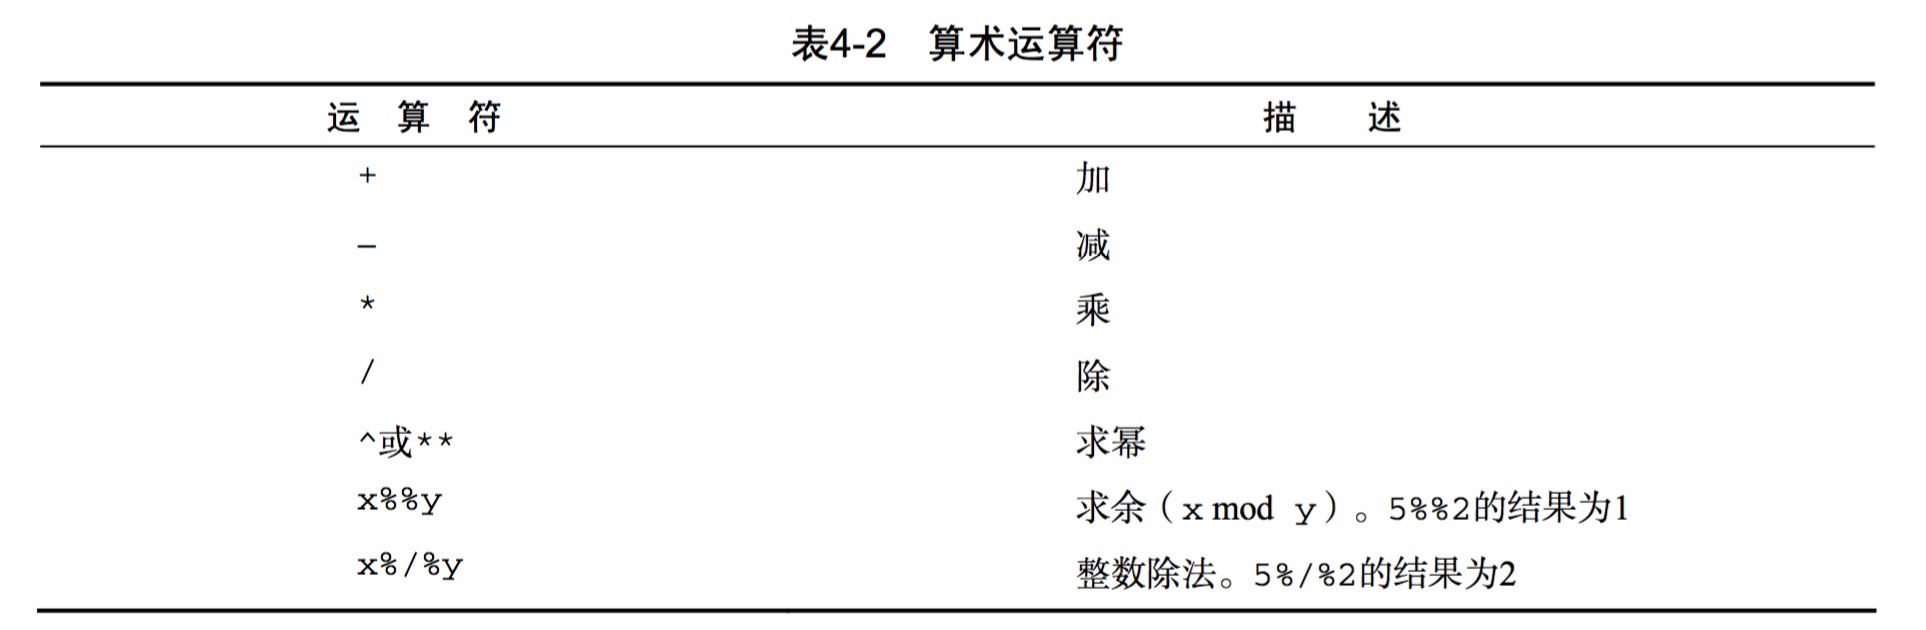 表4-2 算术运算符
运 算 符 描 述
+ 加
– 减
* 乘
/ 除
^或** 求幂
x%%y 求余（x mod y）。5%%2的结果为1
x%/%y 整数除法。5%/%2的结果为2